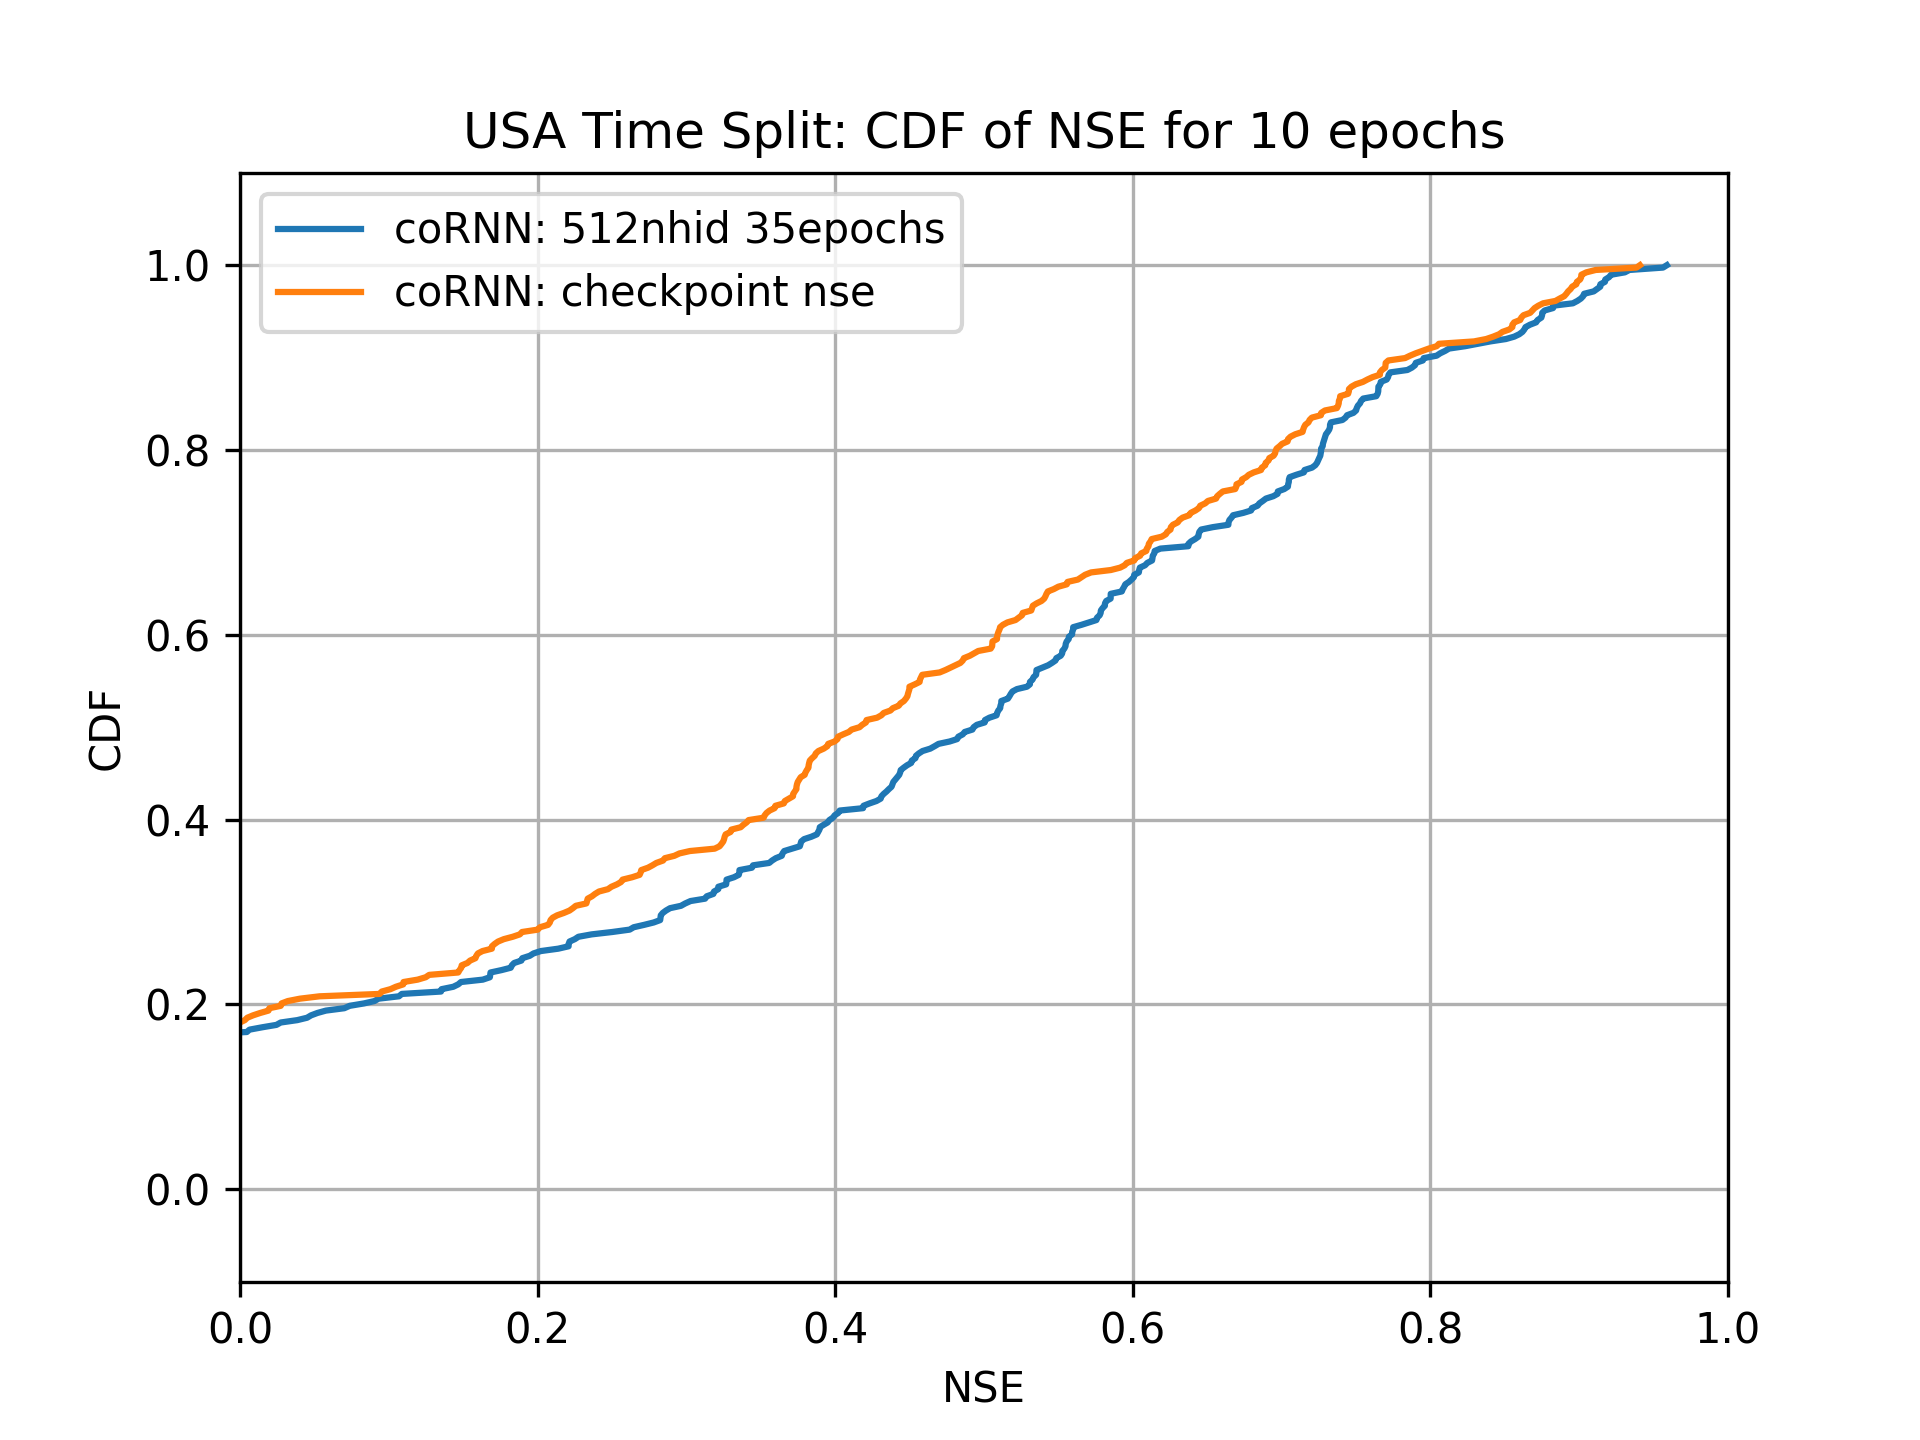 USA Time Split: CDF of NSE for 10 epochs
coRNN: 512nhid 35epochs
coRNN: checkpoint nse
1.0
0.8
0.6
0.4
0.2
0.0
CDF
0.0 0.2 0.4 0.6 0.8 1.0
NSE